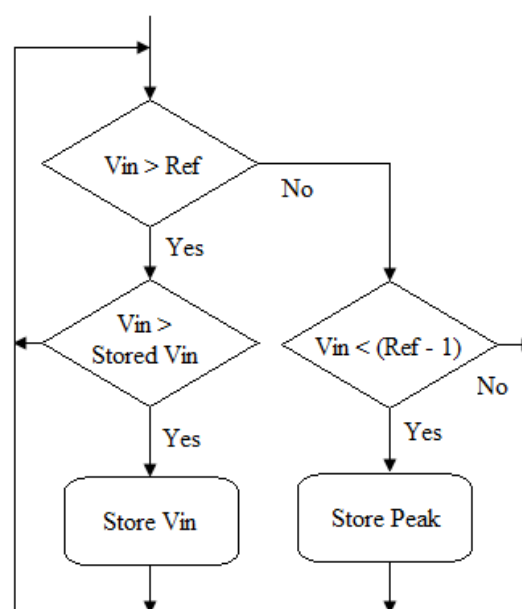 Vin > Ref
No
Yes
Vin >
Stored Vin
Vin < (Ref - 1)
No
Yes
Yes
Store Vin
Store Peak